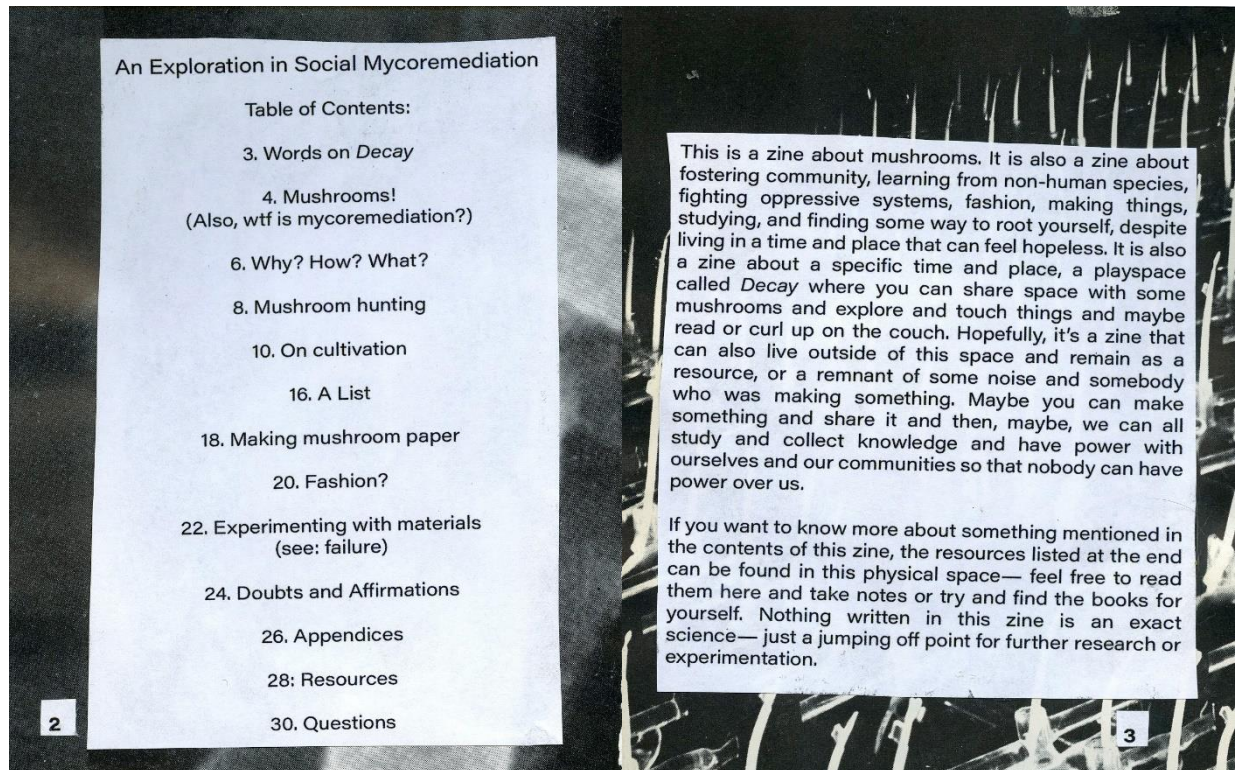 An Exploration in Social Mycoremediation
Table of Contents:
3. Words on Decay
4. Mushrooms!
(Also, wtf is mycoremediation?)
6. Why? How? What?
8. Mushroom hunting
10. On cultivation
16. A List
18. Making mushroom paper
20. Fashion?
22. Experimenting with materials
(see: failure)
24. Doubts and Affirmations
26. Appendices
28: Resources
30. Questions
2
This is a zine about mushrooms. It is also a zine about
fostering community, learning from non-human species,
fighting oppressive systems, fashion, making things,
studying, and finding some way to root yourself, despite
living in a time and place that can feel hopeless. It is also
a zine about a specific time and place, a playspace
called Decay where you can share space with some
mushrooms and explore and touch things and maybe
read or curl up on the couch. Hopefully, it's a zine that
can also live outside of this space and remain as a
resource, or a remnant of some noise and somebody
who was making something. Maybe you can make
something and share it and then, maybe, we can all
study and collect knowledge and have power with
ourselves and our communities so that nobody can have
power over us.
If you want to know more about something mentioned in
the contents of this zine, the resources listed at the end
can be found in this physical space— feel free to read
them here and take notes or try and find the books for
yourself. Nothing written in this zine is an exact
science— just a jumping off point for further research or
experimentation.
3